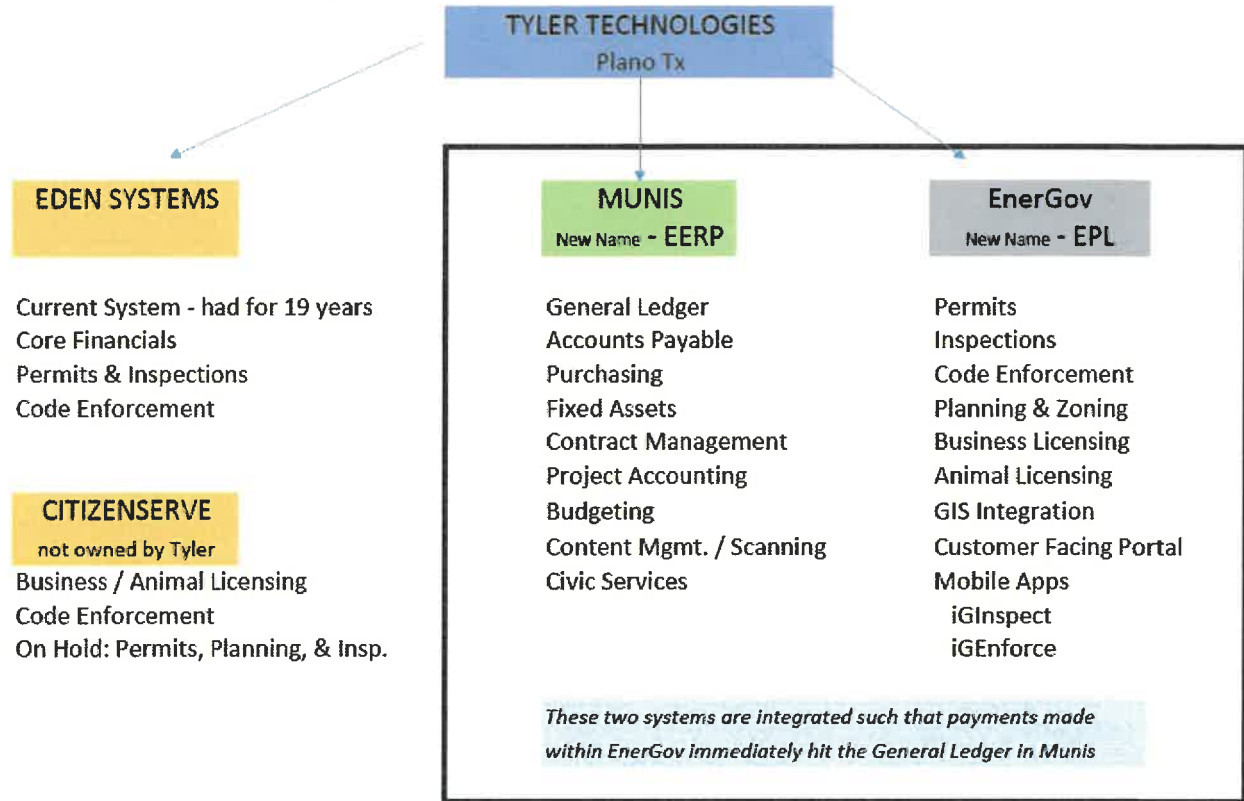 TYLER TECHNOLOGIES
Plano Tx
EDEN SYSTEMS
Current System - had for 19 years
Core Financials
Permits & Inspections
Code Enforcement
CITIZENSERVE
not owned by Tyler
Business / Animal Licensing
Code Enforcement
On Hold: Permits, Planning, & Insp.
MUNIS
New Name - EERP
General Ledger
Accounts Payable
Purchasing
Fixed Assets
Contract Management
Project Accounting
Budgeting
Content Mgmt. / Scanning
Civic Services
EnerGov
New Name - EPL
Permits
Inspections
Code Enforcement
Planning & Zoning
Business Licensing
Animal Licensing
GIS Integration
Customer Facing Portal
Mobile Apps
iGInspect
iGEnforce
These two systems are integrated such that payments made
within EnerGov immediately hit the General Ledger in Munis